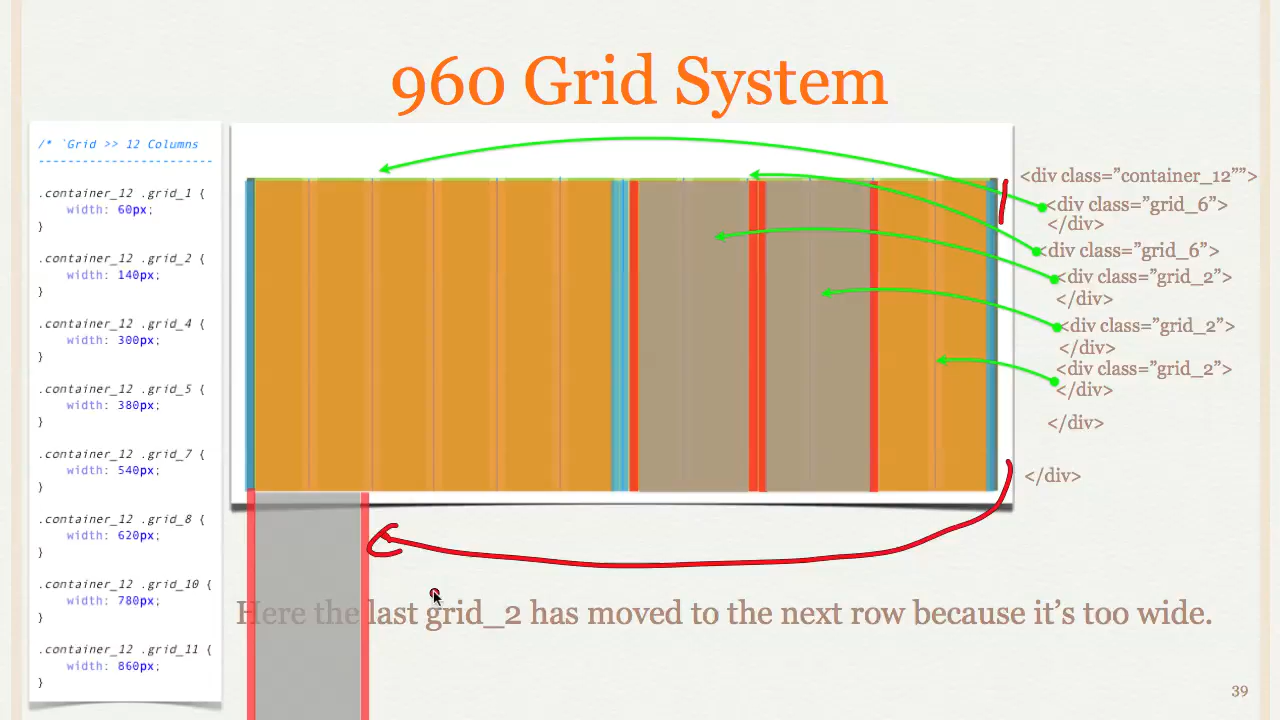 960 Grid System
/* `Grid >> 12 Columns
------------------------
.container_12 .grid_1 {
width: 60px;
}
.container_12 .grid_2 {
width: 140px;
}
.container_12 .grid_4 {
width: 300px;
}
.container_12 .grid_5 {
width: 380px;
}
.container_12 .grid_7 {
width: 540px;
}
.container_12 .grid_8 {
width: 620px;
}
.container_12 .grid_10 {
width: 780px;
}
.container_12 .grid_11 {
width: 860px;
}
<div class=”container_12””>
<div class=”grid_6”>
</div>
<div class=”grid_6”>
<div class=”grid_2”>
</div>
<div class=”grid_2”>
</div>
<div class=”grid_2”>
</div>
</div>
</div>
Here the last grid_2 has moved to the next row because it’s too wide.
39